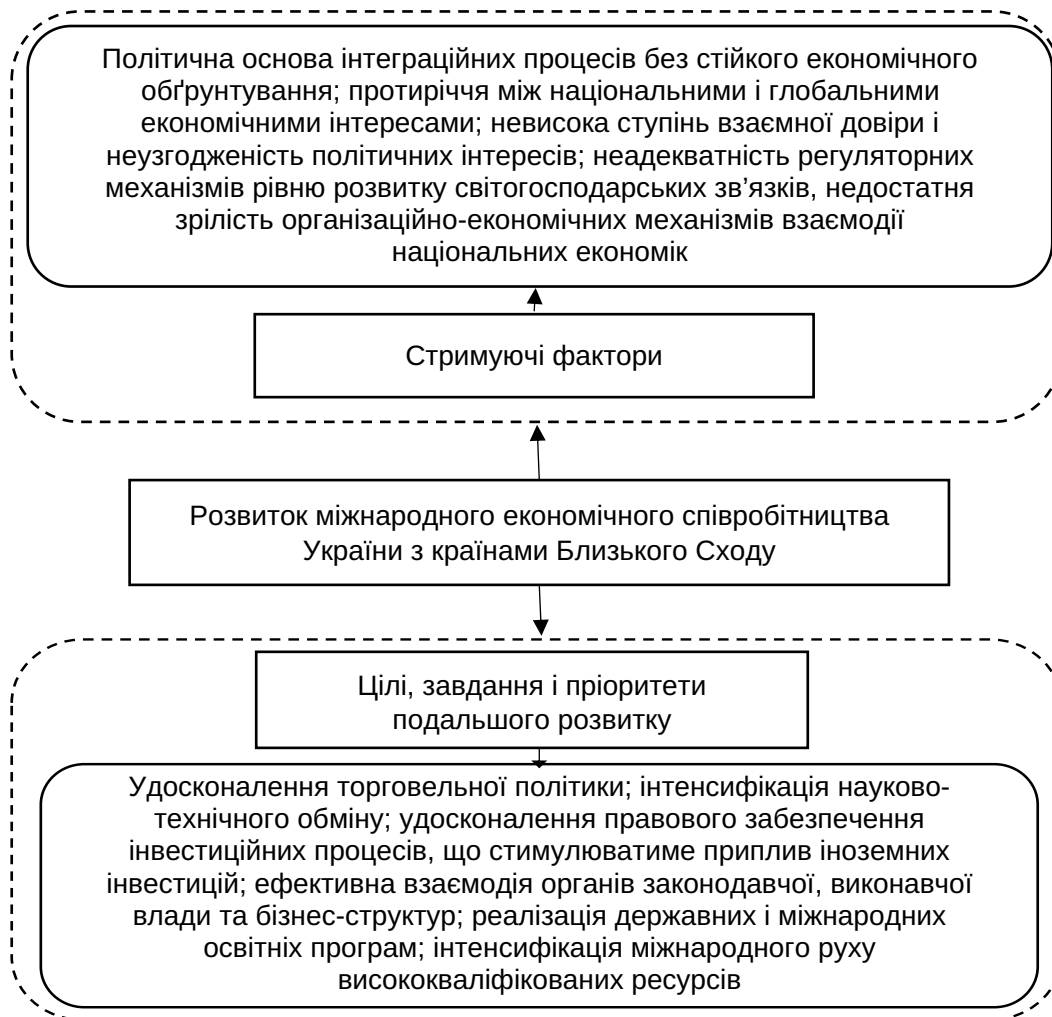 Політична основа інтеграційних процесів без стійкого економічного
обґрунтування; протиріччя між національними і глобальними
економічними інтересами; невисока ступінь взаємної довіри і
неузгодженість політичних інтересів; неадекватність регуляторних
механізмів рівню розвитку світогосподарських зв’язків, недостатня
зрілість організаційно-економічних механізмів взаємодії
національних економік
Стримуючі фактори
Розвиток міжнародного економічного співробітництва
України з країнами Близького Сходу
Цілі, завдання і пріоритети
подальшого розвитку
Удосконалення торговельної політики; інтенсифікація науково-
технічного обміну; удосконалення правового забезпечення
інвестиційних процесів, що стимулюватиме приплив іноземних
інвестицій; ефективна взаємодія органів законодавчої, виконавчої
влади та бізнес-структур; реалізація державних і міжнародних
освітніх програм; інтенсифікація міжнародного руху
висококваліфікованих ресурсів